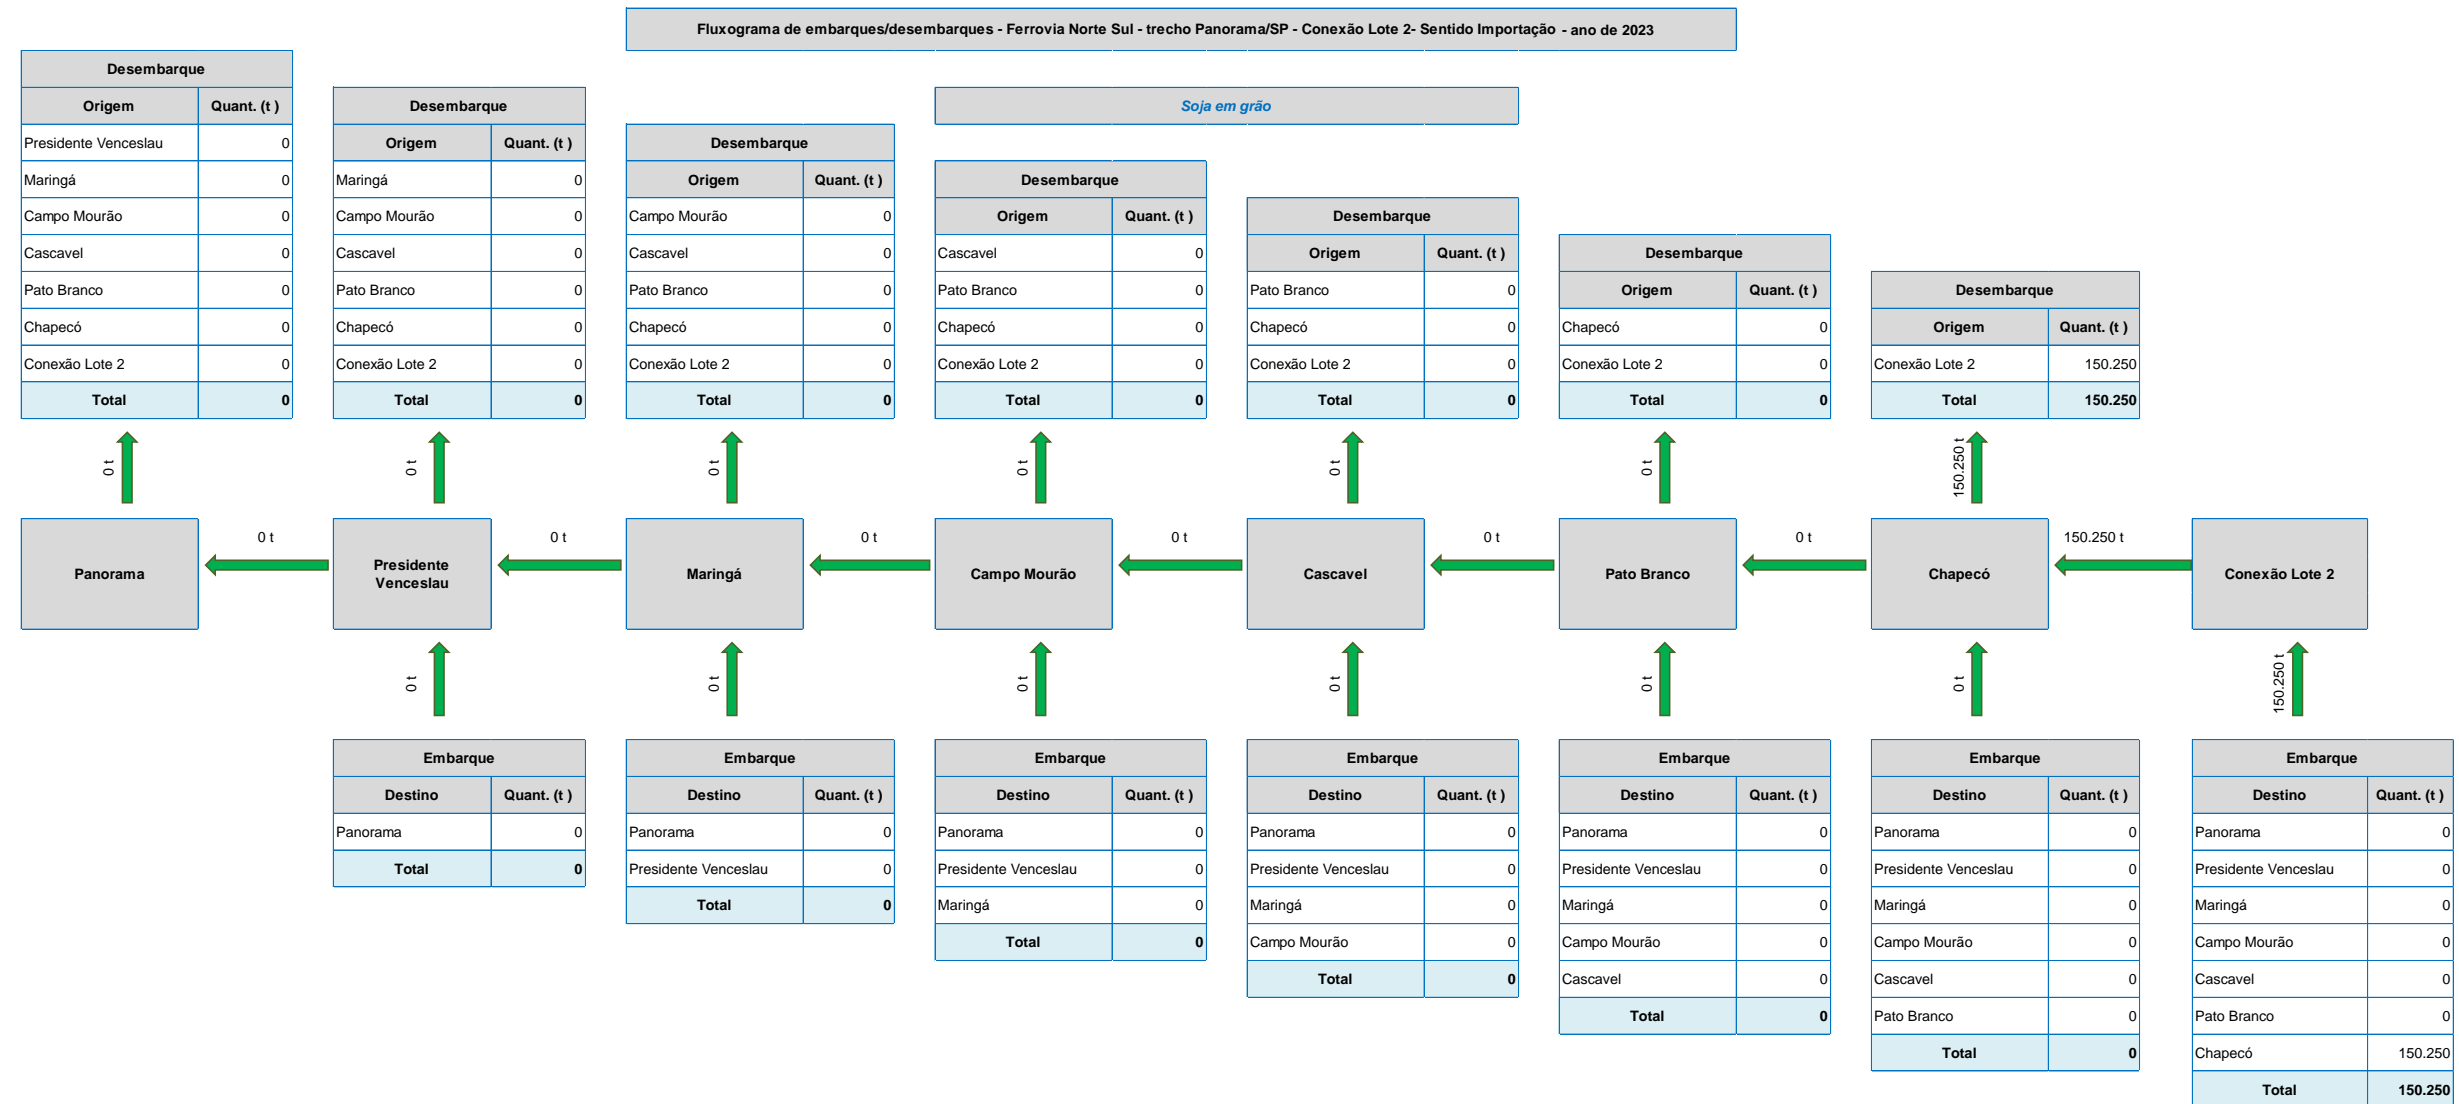 Fluxograma de embarques/desembarques - Ferrovia Norte Sul - trecho Panorama/SP - Conexão Lote 2- Sentido Importação - ano de 2023
Soja em grão
Desembarque
Origem Quant. (t )
Presidente Venceslau 0
Maringá 0
Campo Mourão 0
Cascavel 0
Pato Branco 0
Chapecó 0
Conexão Lote 2 0
Total 0
Desembarque
Origem Quant. (t )
Maringá 0
Campo Mourão 0
Cascavel 0
Pato Branco 0
Chapecó 0
Conexão Lote 2 0
Total 0
Desembarque
Origem Quant. (t )
Campo Mourão 0
Cascavel 0
Pato Branco 0
Chapecó 0
Conexão Lote 2 0
Total 0
Desembarque
Origem Quant. (t )
Cascavel 0
Pato Branco 0
Chapecó 0
Conexão Lote 2 0
Total 0
Desembarque
Origem Quant. (t )
Pato Branco 0
Chapecó 0
Conexão Lote 2 0
Total 0
Desembarque
Origem Quant. (t )
Chapecó 0
Conexão Lote 2 0
Total 0
Desembarque
Origem Quant. (t )
Conexão Lote 2 150.250
Total 150.250
0 t
0 t
0 t
0 t
0 t
0 t
150.250 t
0 t
0 t
0 t
0 t
0 t
0 t
150.250 t
Panorama
Presidente
Venceslau
Maringá
Campo Mourão
Cascavel
Pato Branco
Chapecó
Conexão Lote 2
0 t
0 t
0 t
0 t
0 t
0 t
150.250 t
Embarque
Destino Quant. (t )
Panorama 0
Total 0
Embarque
Destino Quant. (t )
Panorama 0
Presidente Venceslau 0
Total 0
Embarque
Destino Quant. (t )
Panorama 0
Presidente Venceslau 0
Maringá 0
Total 0
Embarque
Destino Quant. (t )
Panorama 0
Presidente Venceslau 0
Maringá 0
Campo Mourão 0
Total 0
Embarque
Destino Quant. (t )
Panorama 0
Presidente Venceslau 0
Maringá 0
Campo Mourão 0
Cascavel 0
Total 0
Embarque
Destino Quant. (t )
Panorama 0
Presidente Venceslau 0
Maringá 0
Campo Mourão 0
Cascavel 0
Pato Branco 0
Total 0
Embarque
Destino Quant. (t )
Panorama 0
Presidente Venceslau 0
Maringá 0
Campo Mourão 0
Cascavel 0
Pato Branco 0
Chapecó 150.250
Total 150.250